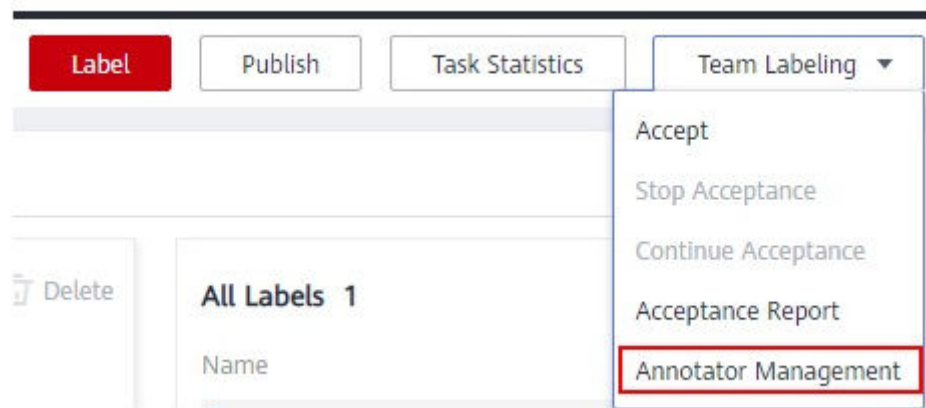 Label
Publish
Task Statistics
Team Labeling
Accept
Stop Acceptance
Continue Acceptance
Delete
All Labels 1
Acceptance Report
Name
Annotator Management